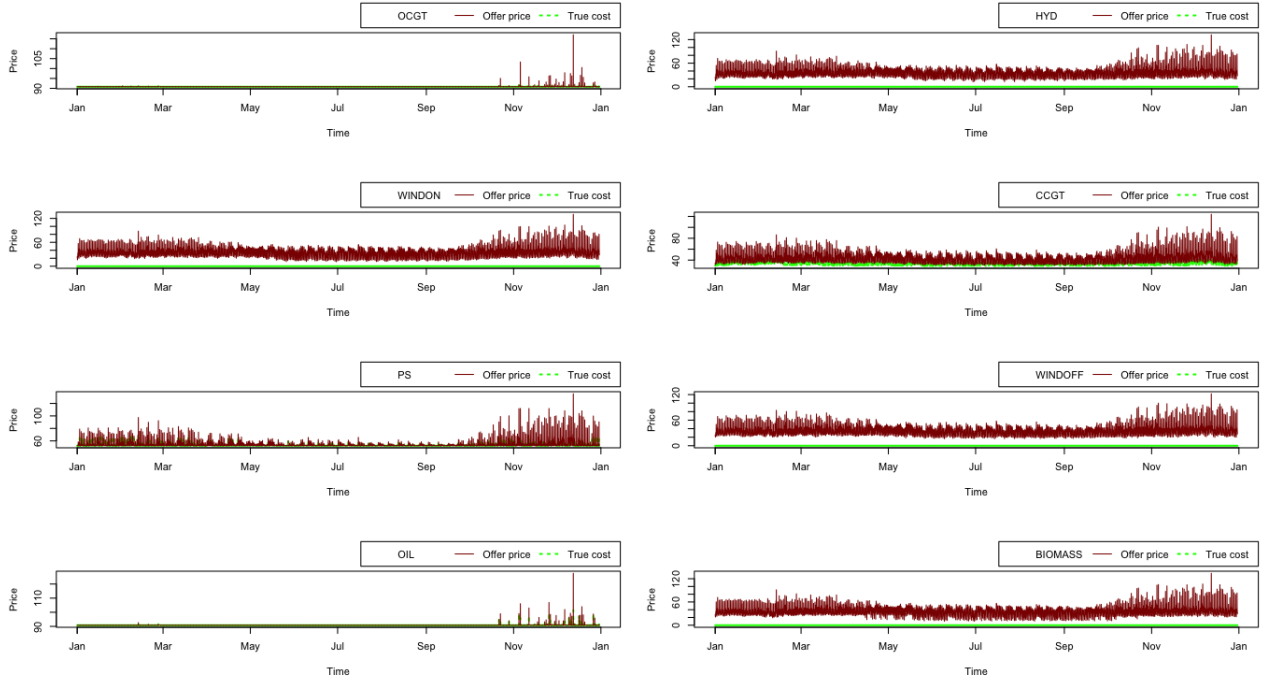 OCGT Offer price True cost
Price
105
90
Jan Mar May Jul Sep Nov Jan
Time
HYD Offer price True cost
Price
120
60
0
Jan Mar May Jul Sep Nov Jan
Time
WINDON Offer price True cost
Price
120
60
0
Jan Mar May Jul Sep Nov Jan
Time
CCGT Offer price True cost
Price
80
40
Jan Mar May Jul Sep Nov Jan
Time
PS Offer price True cost
Price
100
60
Jan Mar May Jul Sep Nov Jan
Time
WINDOFF Offer price True cost
Price
120
60
0
Jan Mar May Jul Sep Nov Jan
Time
OIL Offer price True cost
Price
110
90
Jan Mar May Jul Sep Nov Jan
Time
BIOMASS Offer price True cost
Price
120
60
0
Jan Mar May Jul Sep Nov Jan
Time